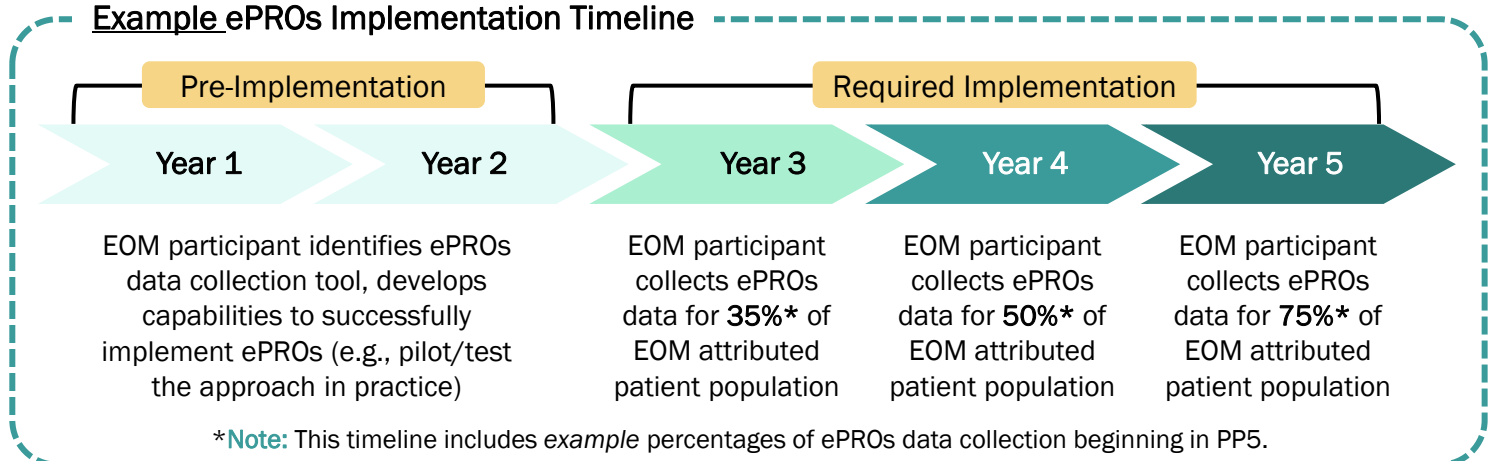 Example ePROs Implementation Timeline
Pre-Implementation
Required Implementation
Year 1
Year 2
Year 3
Year 4
Year 5
EOM participant identifies ePROs
data collection tool, develops
capabilities to successfully
implement ePROs (e.g., pilot/test
the approach in practice)
EOM participant
collects ePROs
data for 35%* of
EOM attributed
patient population
EOM participant
collects ePROs
data for 50%* of
EOM attributed
patient population
EOM participant
collects ePROs
data for 75%* of
EOM attributed
patient population
*Note: This timeline includes example percentages of ePROs data collection beginning in PP5.